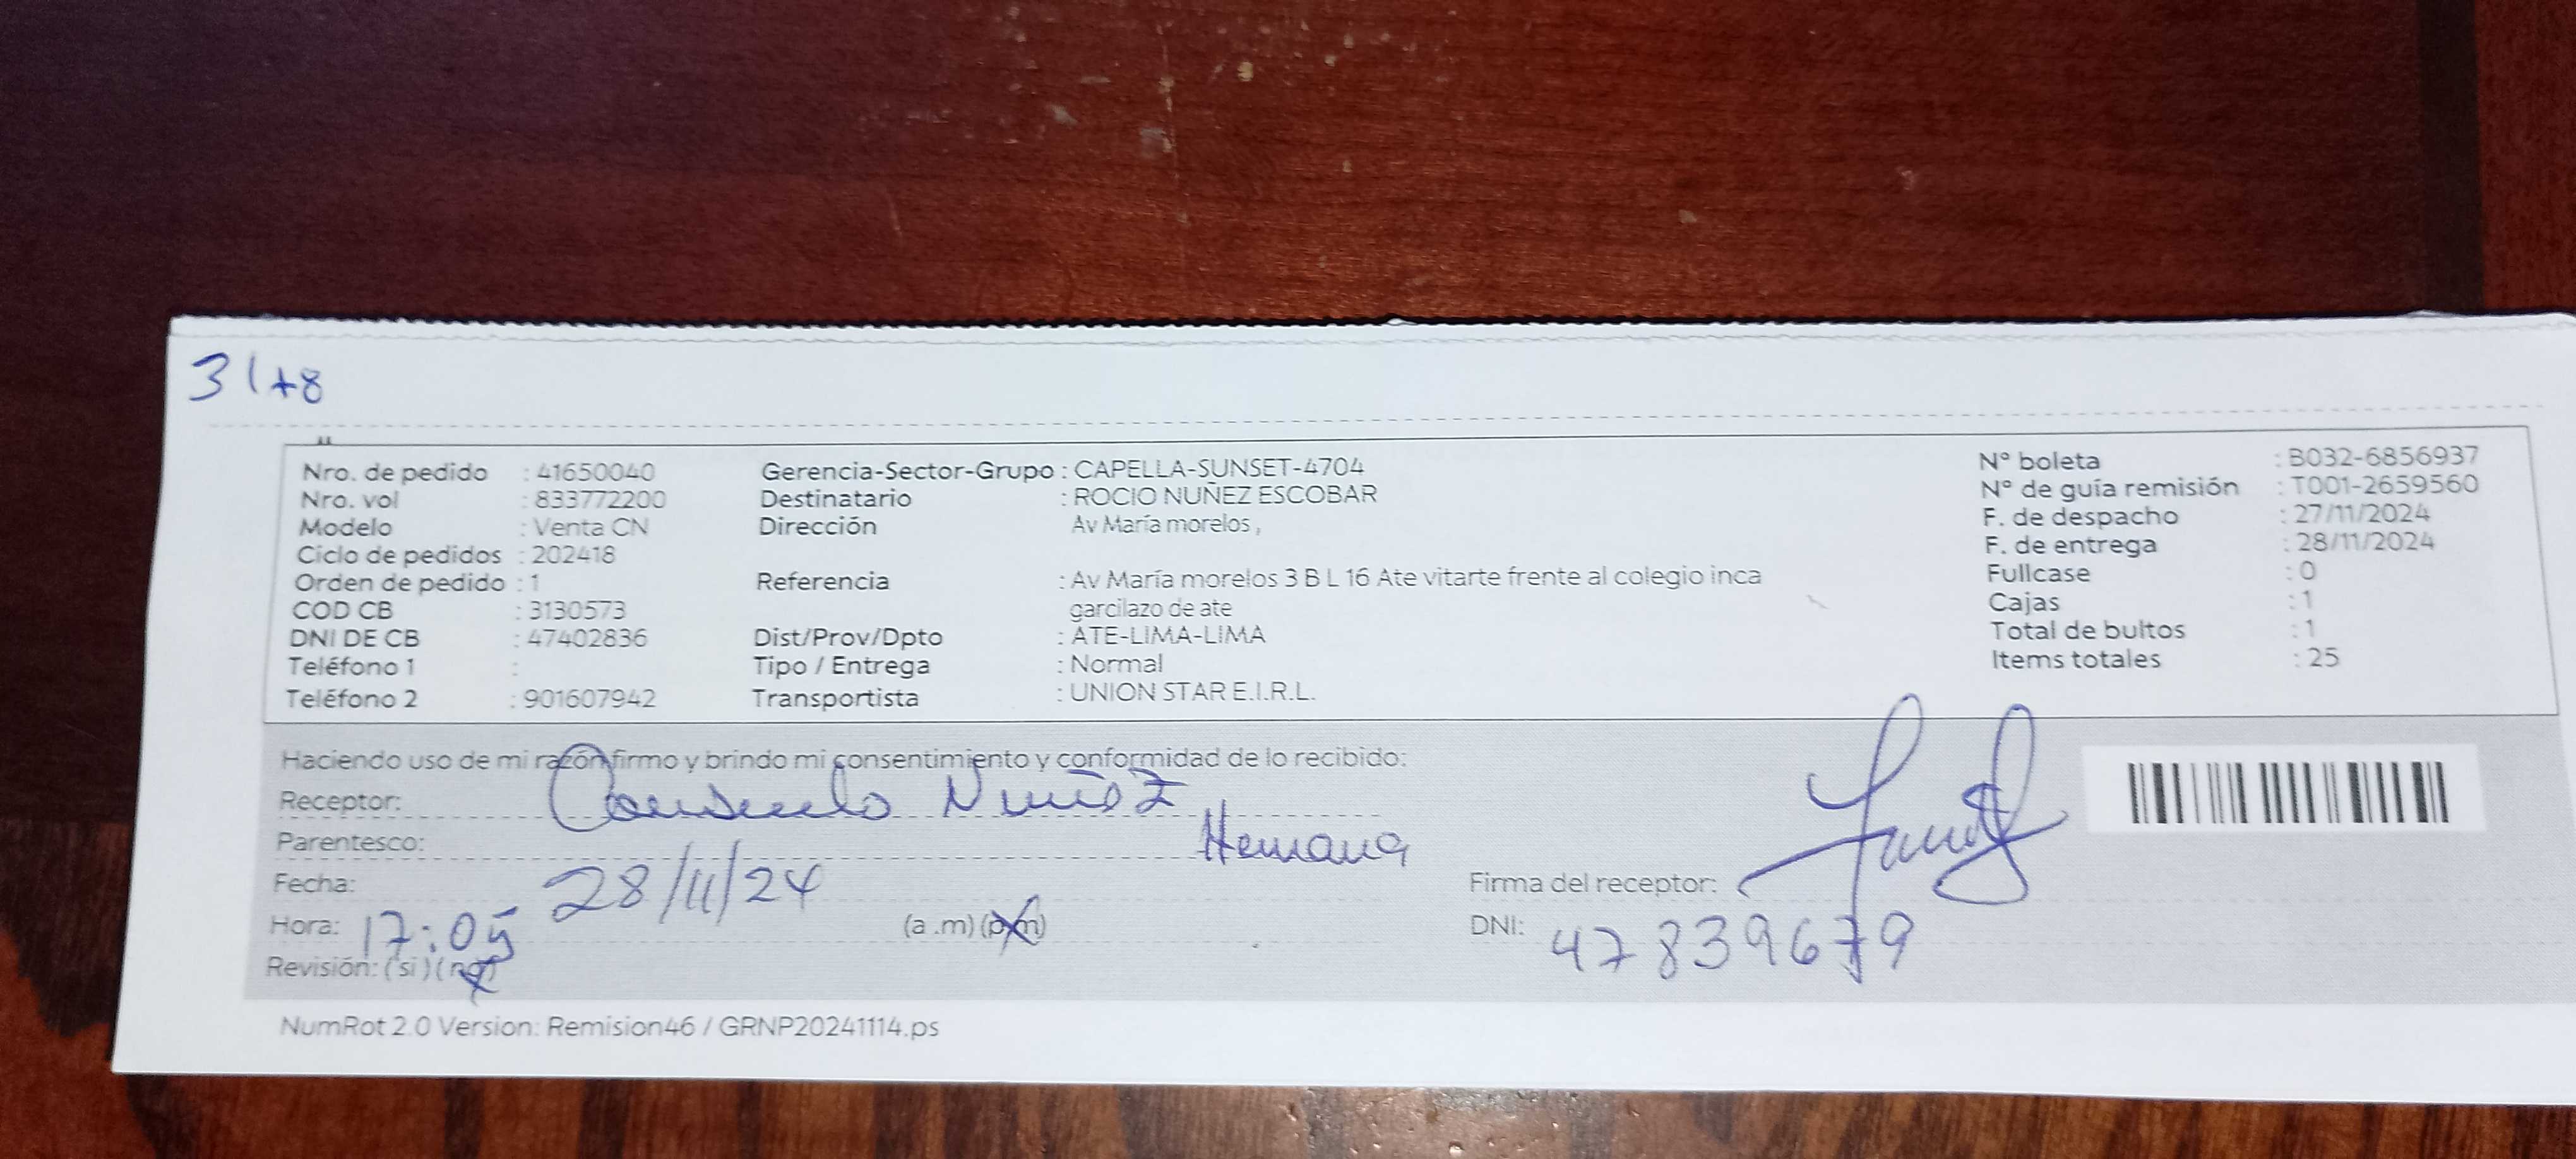 31+8
Nro. de pedido : 41650040 Gerencia-Sector-Grupo : CAPELLA-SUNSET-4704 N° boleta : B032-6856937
Nro. vol : 833772200 Destinatario : ROCIO NUÑEZ ESCOBAR N° de guía remisión : T001-2659560
Modelo : Venta CN Dirección Av María morelos , F. de despacho : 27/11/2024
Ciclo de pedidos : 202418 F. de entrega : 28/11/2024
Orden de pedido : 1 Referencia : Av María morelos 3 B L 16 Ate vitarte frente al colegio inca Fullcase : 0
COD CB : 3130573 garcilazo de ate Cajas : 1
DNI DE CB : 47402836 Dist/Prov/Dpto : ATE-LIMA-LIMA Total de bultos : 1
Teléfono 1 : Tipo / Entrega : Normal Items totales : 25
Teléfono 2 : 901607942 Transportista : UNION STAR E.I.R.L.
Haciendo uso de mi razón firmo y brindo mi consentimiento y conformidad de lo recibido:
Receptor: Consuelo Nuñez
Parentesco: Hermana
Fecha: 28/11/24 Firma del receptor:
Hora: 17:05 (a .m) (p.m) DNI: 47839679
Revisión: (si) (no)
NumRot 2.0 Version: Remision46 / GRNP20241114.ps